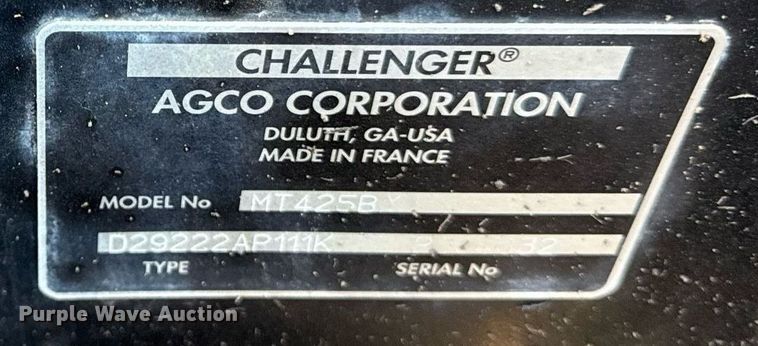 CHALLENGER®
AGCO CORPORATION
DULUTH, GA-USA
MADE IN FRANCE
MODEL No MT425B
D29222AP111K 32
TYPE SERIAL No
Purple Wave Auction